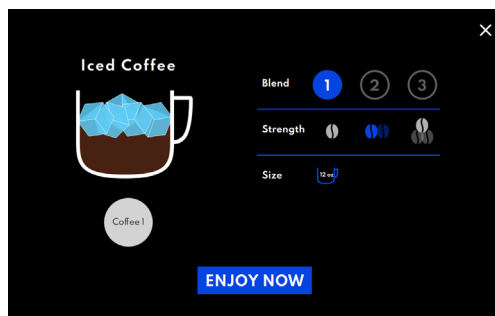 Iced Coffee
Blend 1 2 3
Strength
Size 12 oz
Coffee 1
ENJOY NOW